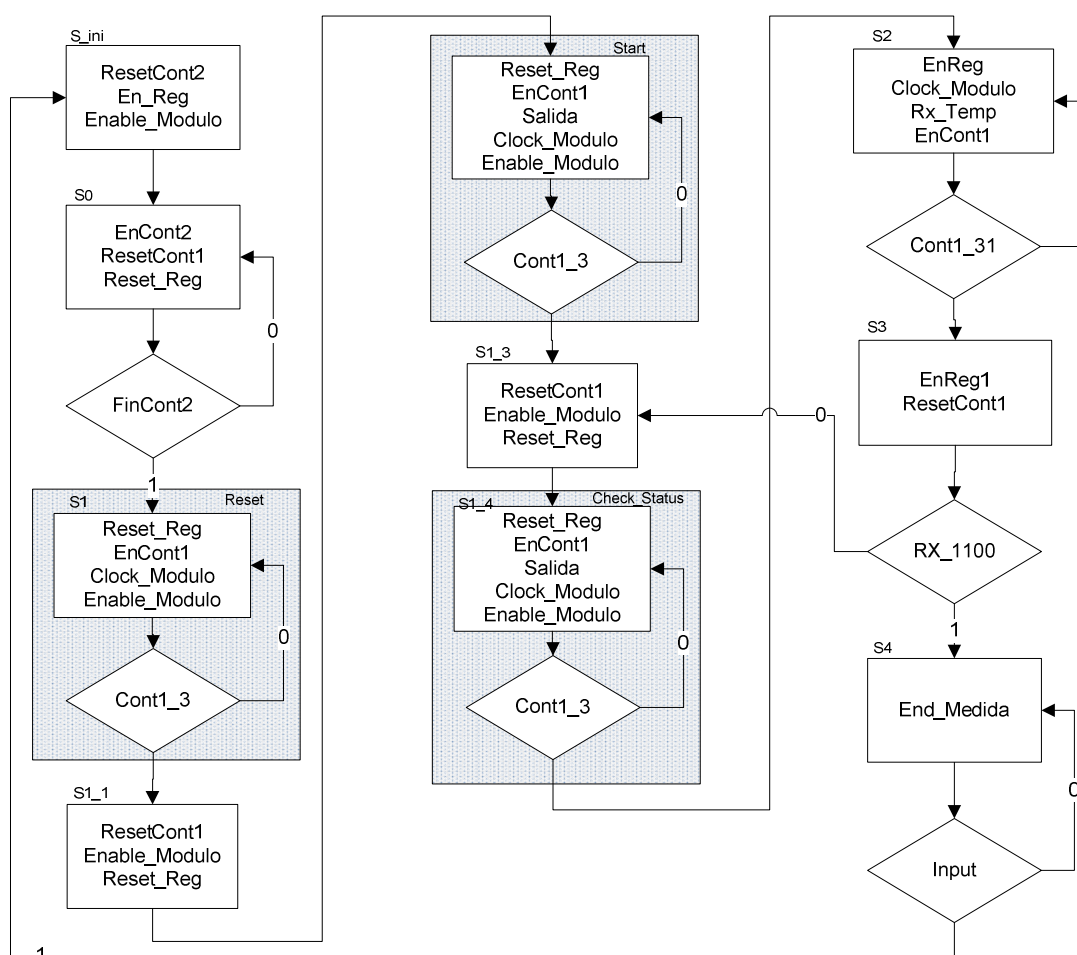 S_ini
ResetCont2
En_Reg
Enable_Modulo
S0
EnCont2
ResetCont1
Reset_Reg
0
FinCont2
1
S1
Reset
Reset_Reg
EnCont1
Clock_Modulo
Enable_Modulo
0
Cont1_3
S1_1
ResetCont1
Enable_Modulo
Reset_Reg
1
Start
Reset_Reg
EnCont1
Salida
Clock_Modulo
Enable_Modulo
0
Cont1_3
S1_3
ResetCont1
Enable_Modulo
Reset_Reg
0
S1_4
Check_Status
Reset_Reg
EnCont1
Salida
Clock_Modulo
Enable_Modulo
0
Cont1_3
S2
EnReg
Clock_Modulo
Rx_Temp
EnCont1
Cont1_31
S3
EnReg1
ResetCont1
RX_1100
1
S4
End_Medida
0
Input